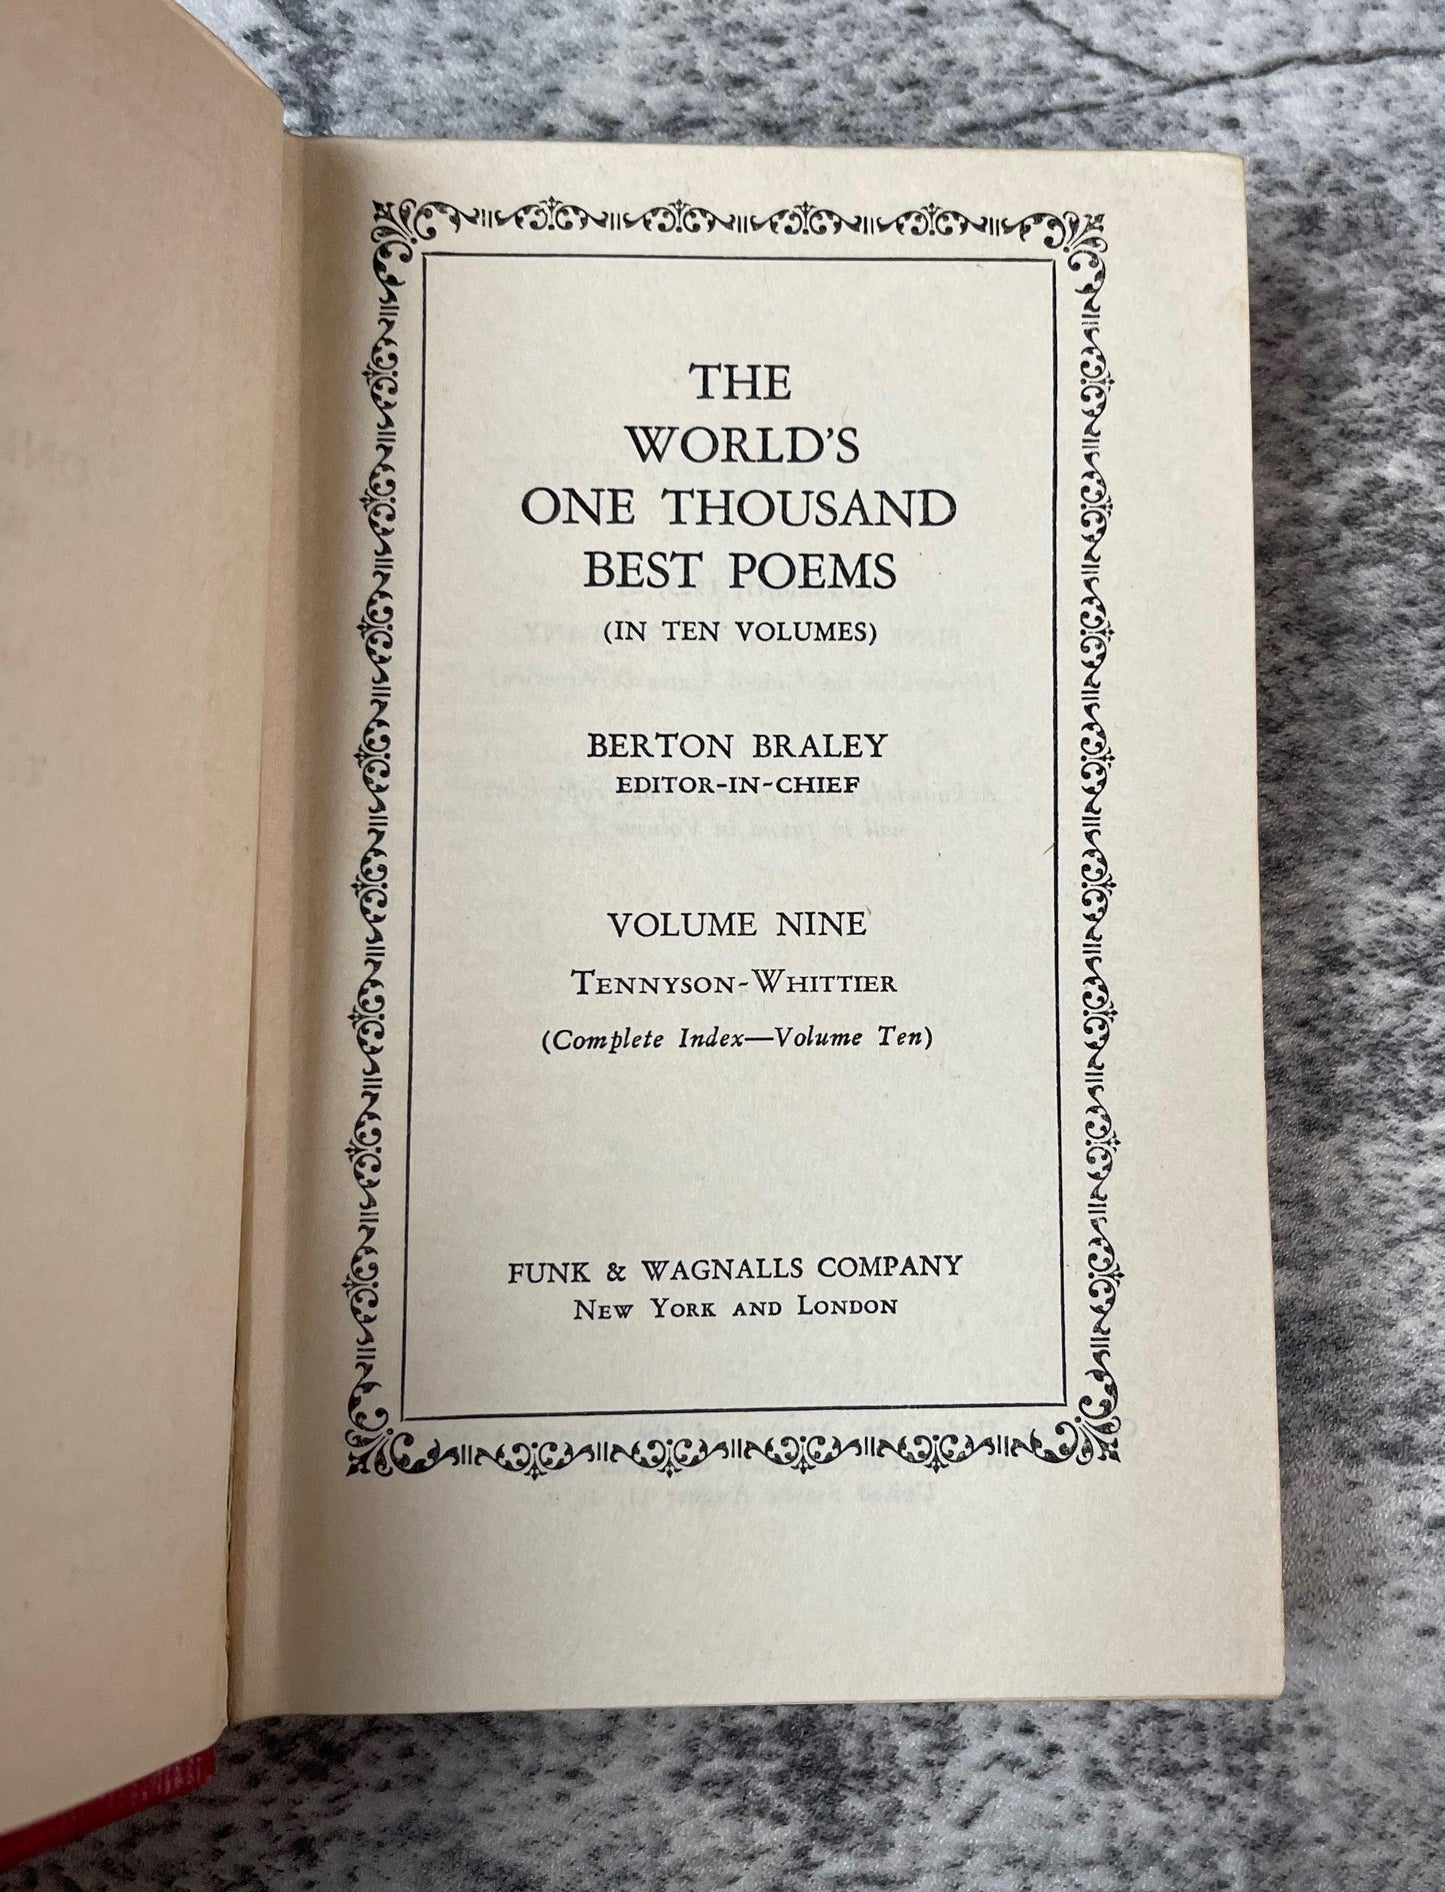 THE
WORLD'S
ONE THOUSAND
BEST POEMS
(IN TEN VOLUMES)
BERTON BRALEY
EDITOR-IN-CHIEF
VOLUME NINE
TENNYSON-WHITTIER
(Complete Index—Volume Ten)
FUNK & WAGNALLS COMPANY
NEW YORK AND LONDON